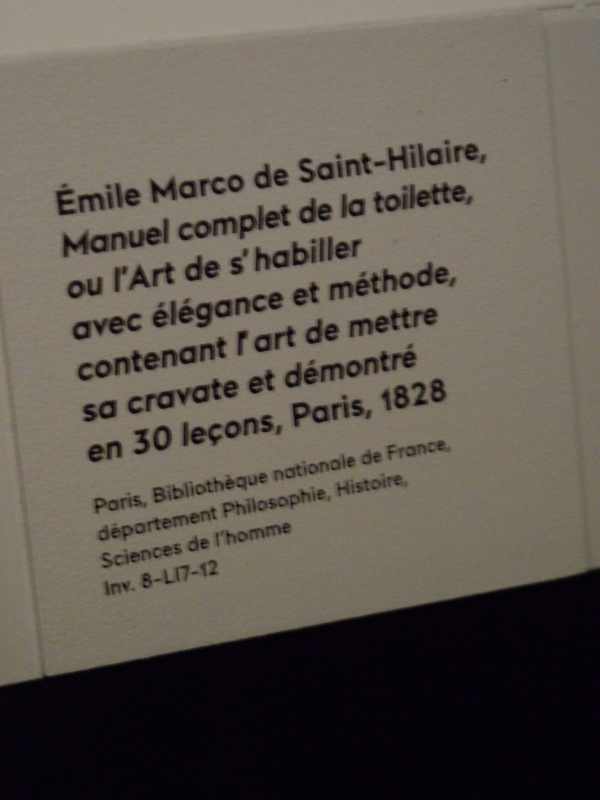 Émile Marco de Saint-Hilaire,
Manuel complet de la toilette,
ou l'Art de s'habiller
avec élégance et méthode,
contenant l'art de mettre
sa cravate et démontré
en 30 leçons, Paris, 1828
Paris, Bibliothèque nationale de France,
département Philosophie, Histoire,
Sciences de l'homme
Inv. 8-LI7-12